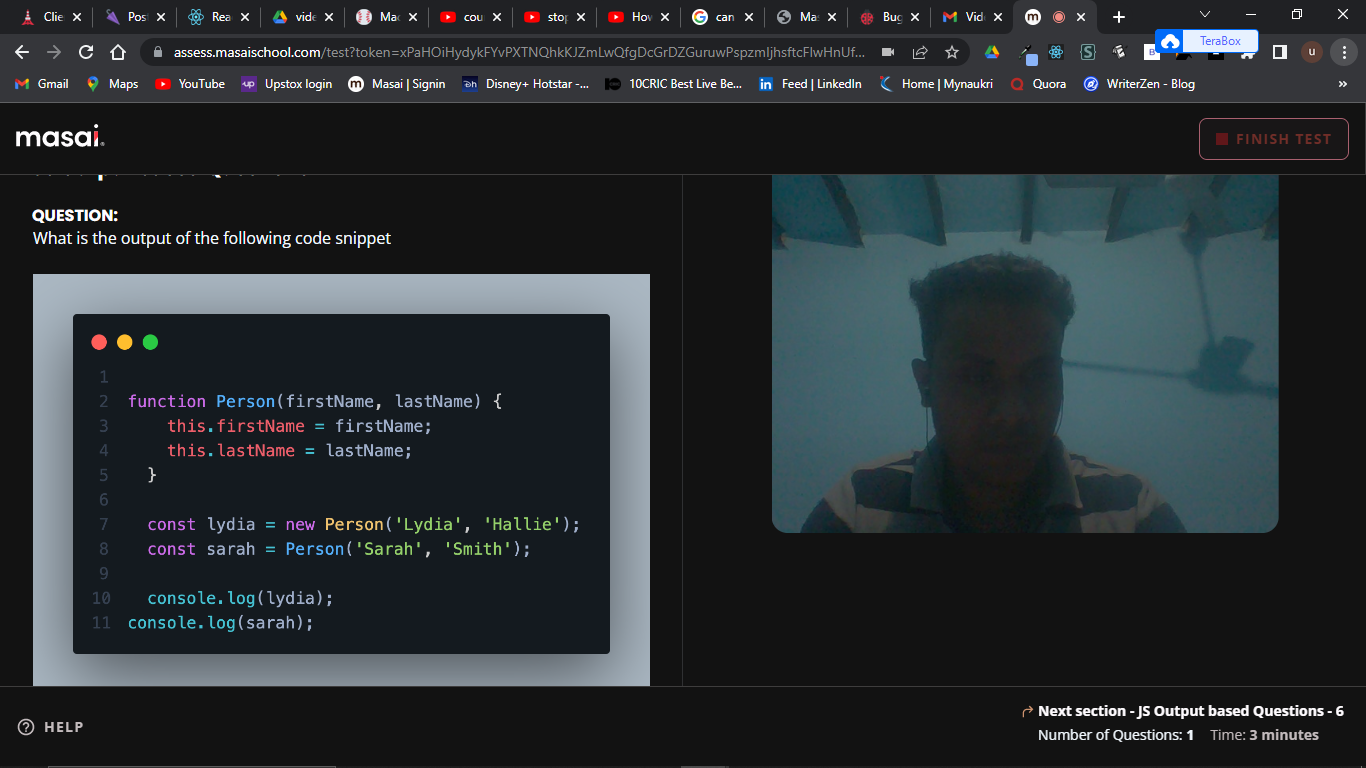 Clie
Post
Rea
vide
Mac
cou
stop
How
can
Mas
Bug
Vid
m
assess.masaischool.com/test?token=xPaHOiHydykFYvPXTNQhkKJZmLwQfgDcGrDZGuruwPspzmIjhsftcFlwHnUf...
TeraBox
u
Gmail
Maps
YouTube
up Upstox login
m Masai | Signin
Disney+ Hotstar -...
10CRIC Best Live Be...
in Feed | LinkedIn
Home | Mynaukri
Quora
WriterZen - Blog
»
masai.
FINISH TEST
QUESTION:
What is the output of the following code snippet
1
2 function Person(firstName, lastName) {
3 this.firstName = firstName;
4 this.lastName = lastName;
5 }
6
7 const lydia = new Person('Lydia', 'Hallie');
8 const sarah = Person('Sarah', 'Smith');
9
10 console.log(lydia);
11 console.log(sarah);
? HELP
Next section - JS Output based Questions - 6
Number of Questions: 1 Time: 3 minutes